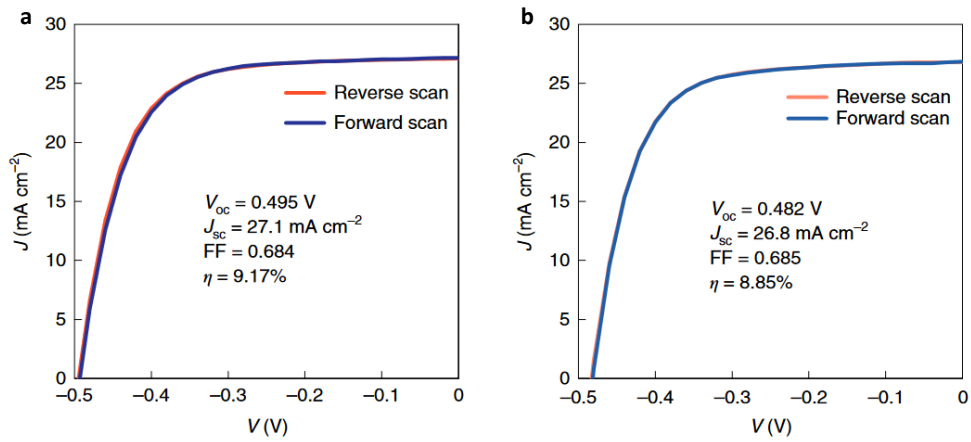 a
30
25
20
15
10
5
0
J (mA cm⁻²)
Reverse scan
Forward scan
Voc = 0.495 V
Jsc = 27.1 mA cm⁻²
FF = 0.684
η = 9.17%
−0.5 −0.4 −0.3 −0.2 −0.1 0
V (V)
b
30
25
20
15
10
5
0
J (mA cm⁻²)
Reverse scan
Forward scan
Voc = 0.482 V
Jsc = 26.8 mA cm⁻²
FF = 0.685
η = 8.85%
−0.5 −0.4 −0.3 −0.2 −0.1 0
V (V)